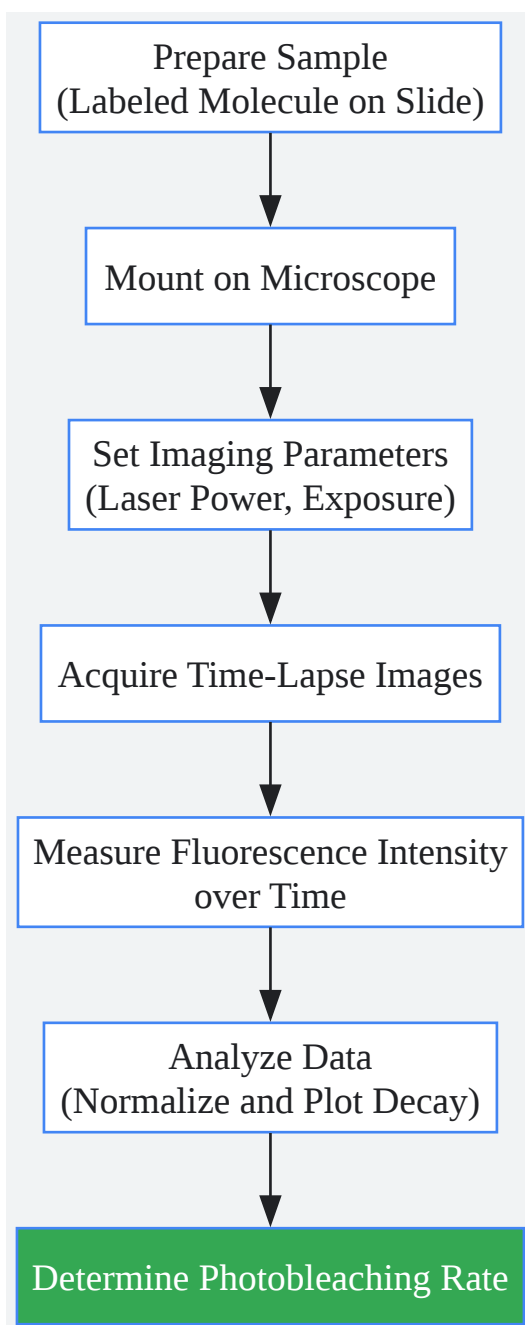 Prepare Sample
(Labeled Molecule on Slide)
Mount on Microscope
Set Imaging Parameters
(Laser Power, Exposure)
Acquire Time-Lapse Images
Measure Fluorescence Intensity
over Time
Analyze Data
(Normalize and Plot Decay)
Determine Photobleaching Rate